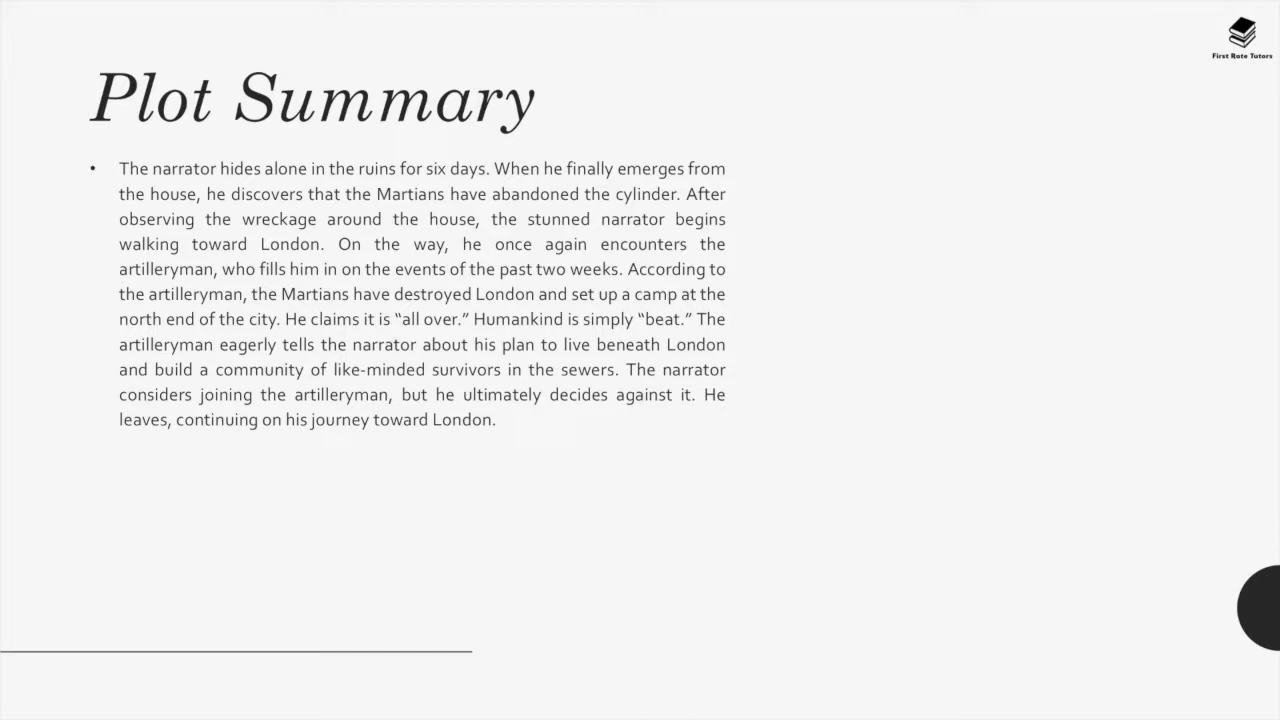 First Rate Tutors
Plot Summary
• The narrator hides alone in the ruins for six days. When he finally emerges from
the house, he discovers that the Martians have abandoned the cylinder. After
observing the wreckage around the house, the stunned narrator begins
walking toward London. On the way, he once again encounters the
artilleryman, who fills him in on the events of the past two weeks. According to
the artilleryman, the Martians have destroyed London and set up a camp at the
north end of the city. He claims it is “all over.” Humankind is simply “beat.” The
artilleryman eagerly tells the narrator about his plan to live beneath London
and build a community of like-minded survivors in the sewers. The narrator
considers joining the artilleryman, but he ultimately decides against it. He
leaves, continuing on his journey toward London.